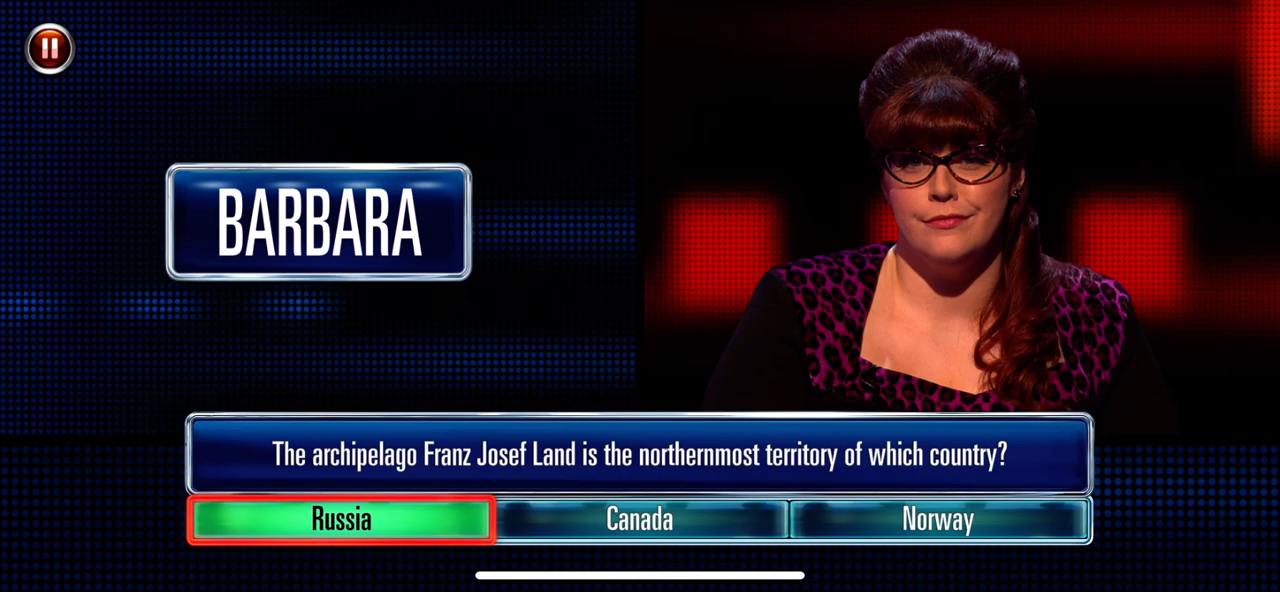 BARBARA
The archipelago Franz Josef Land is the northernmost territory of which country?
Russia
Canada
Norway